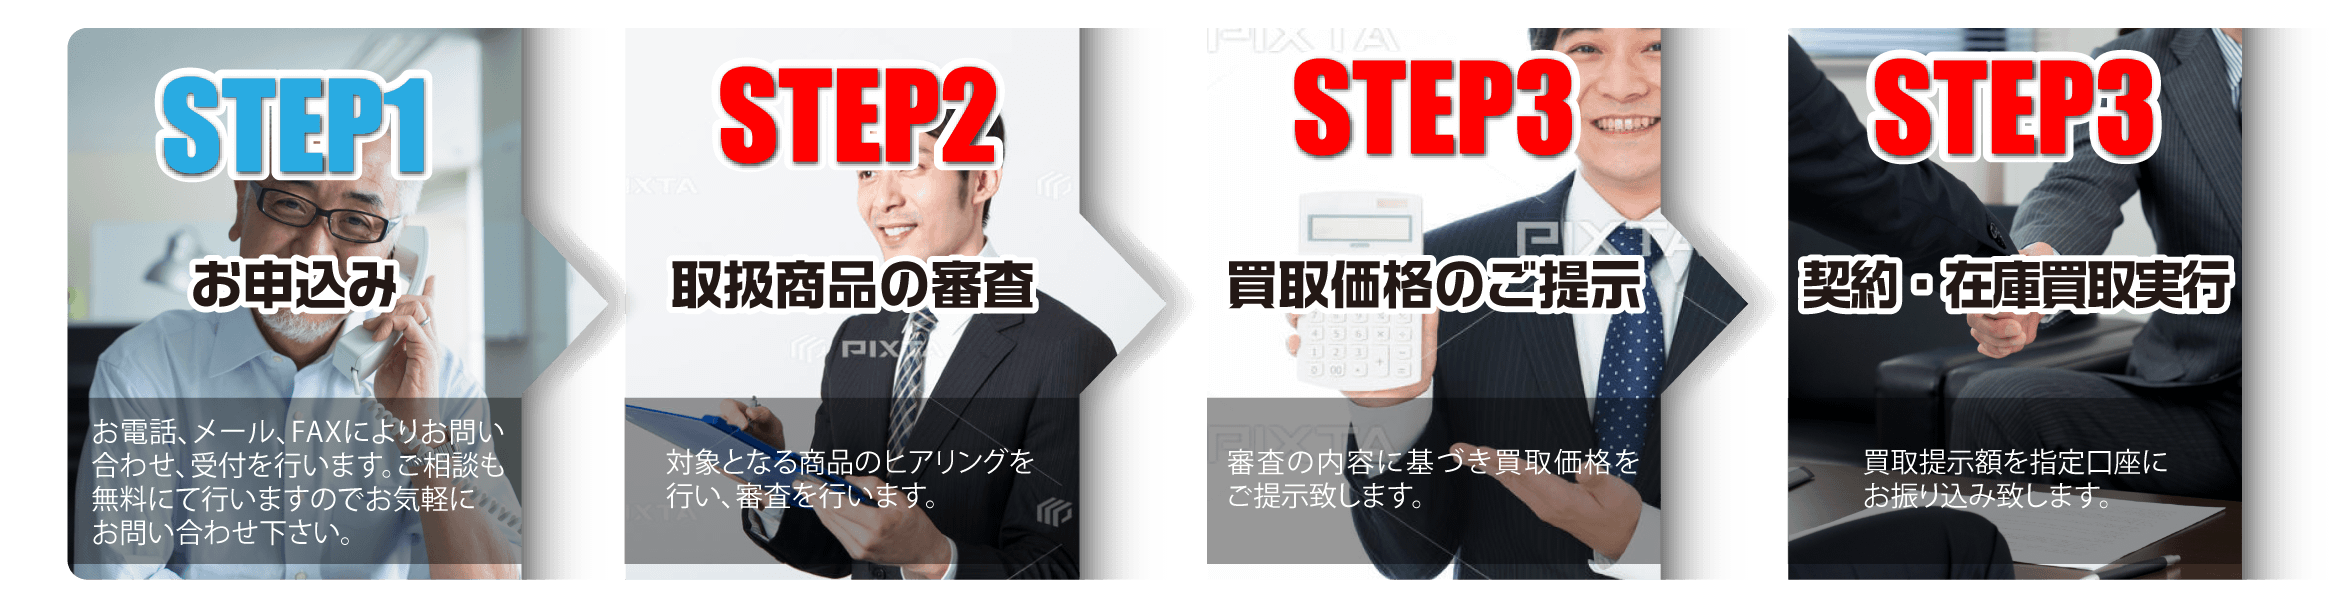 STEP1
お申込み
お電話、メール、FAXによりお問い
合わせ、受付を行います。ご相談も
無料にて行いますのでお気軽に
お問い合わせ下さい。
STEP2
取扱商品の審査
対象となる商品のヒアリングを
行い、審査を行います。
PIXTA
PIXTA
STEP3
買取価格のご提示
審査の内容に基づき買取価格を
ご提示致します。
PIXTA
PIXTA
PIXTA
STEP3
契約・在庫買取実行
買取提示額を指定口座に
お振り込み致します。